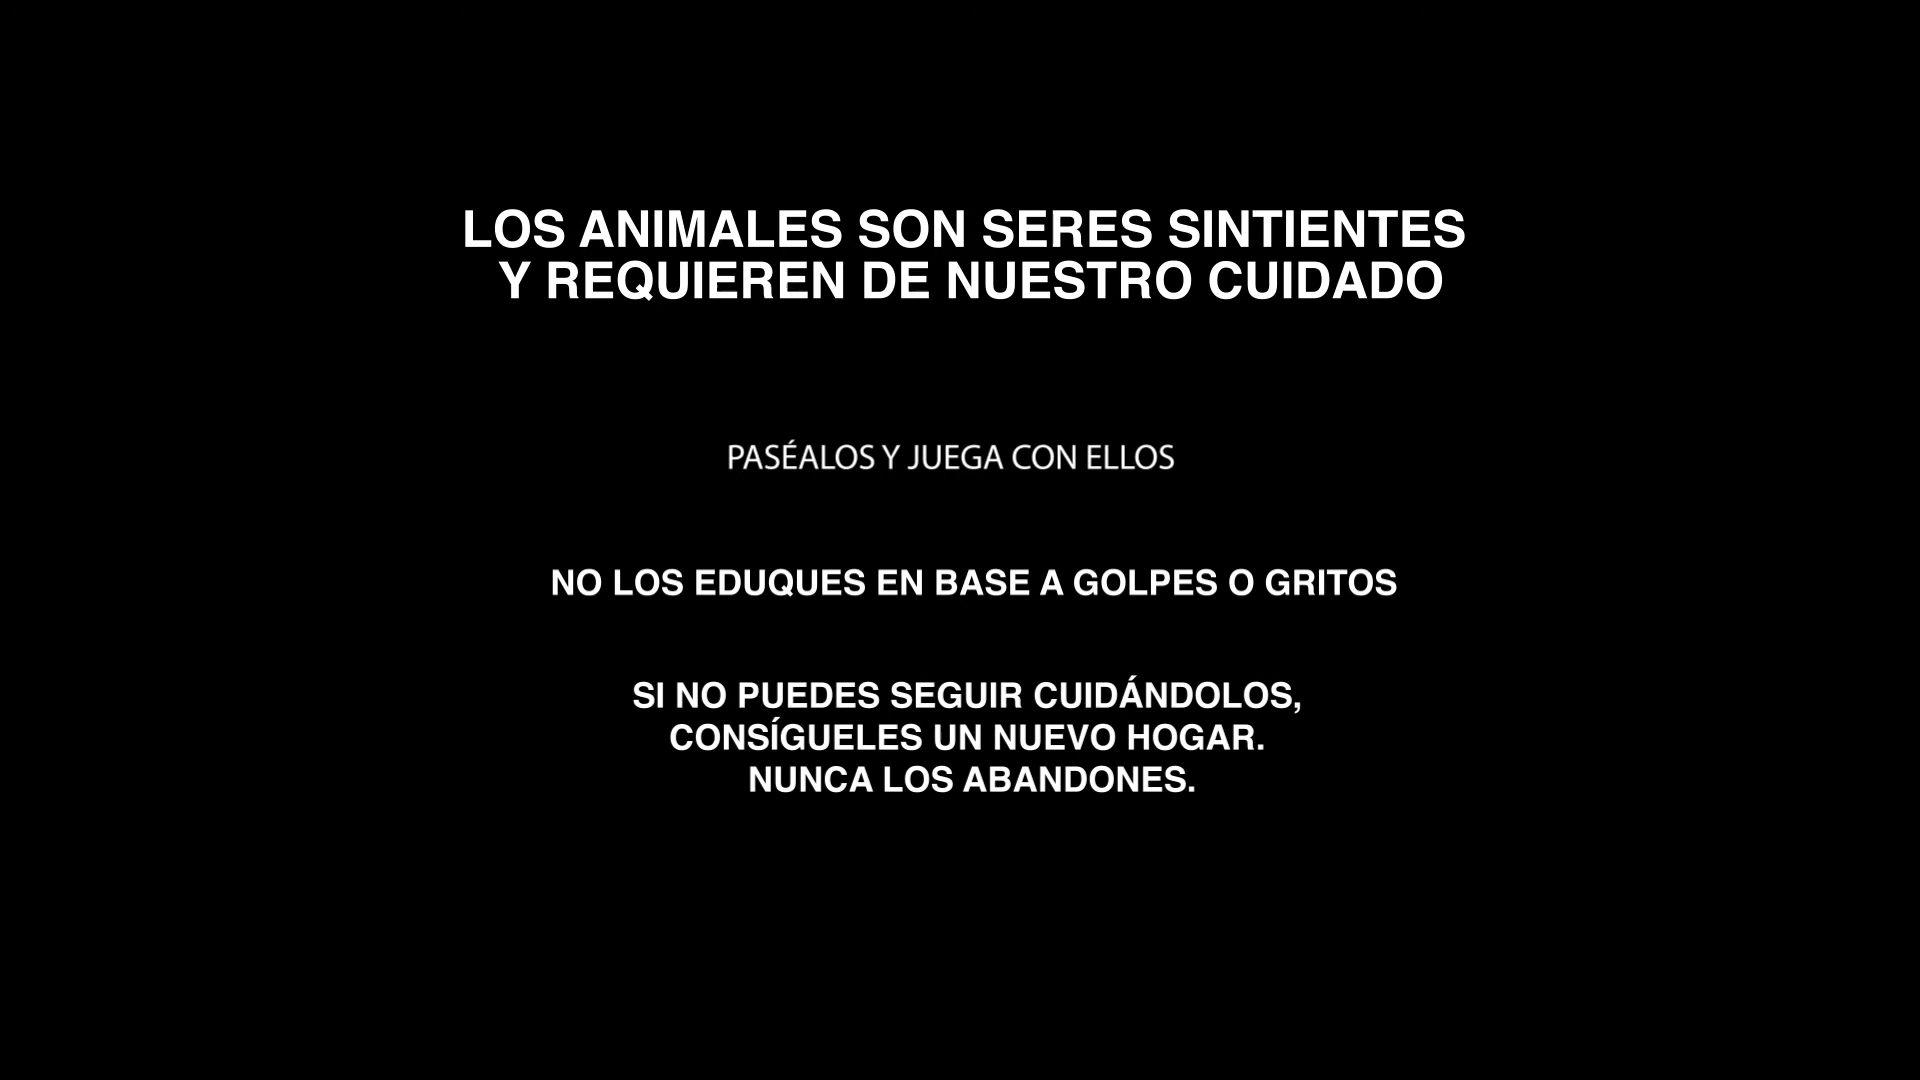 LOS ANIMALES SON SERES SINTIENTES
Y REQUIEREN DE NUESTRO CUIDADO
PASÉALOS Y JUEGA CON ELLOS
NO LOS EDUQUES EN BASE A GOLPES O GRITOS
SI NO PUEDES SEGUIR CUIDÁNDOLOS,
CONSÍGUELES UN NUEVO HOGAR.
NUNCA LOS ABANDONES.